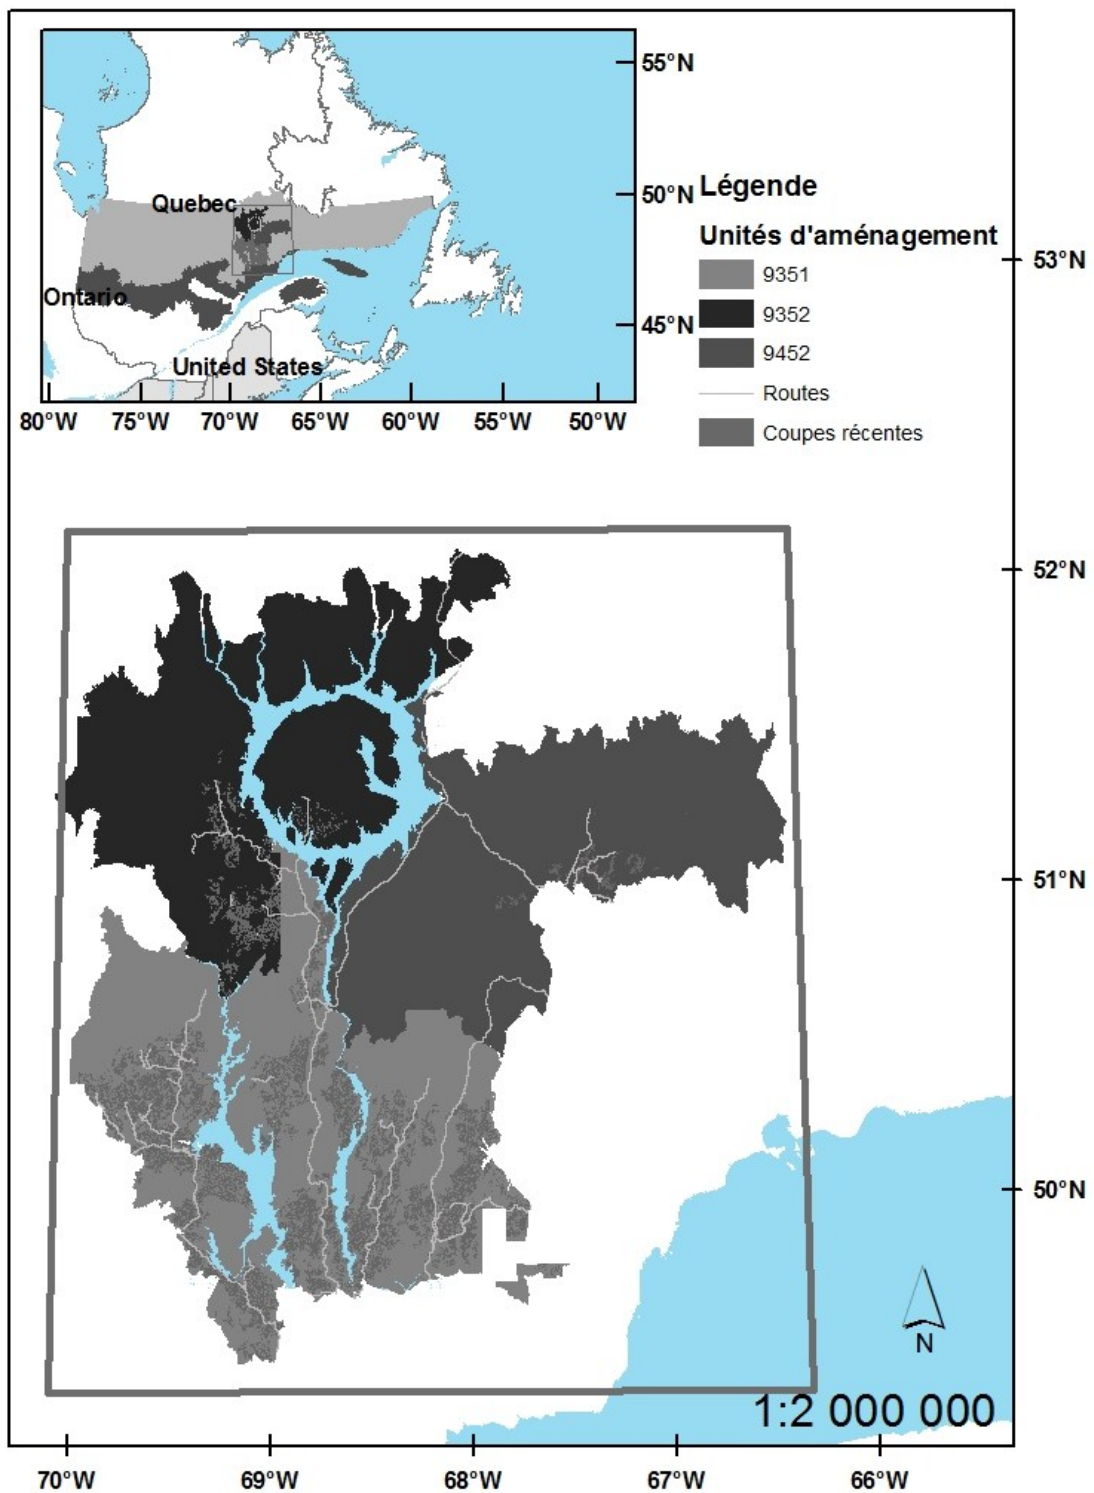 55°N
50°N
45°N
Quebec
Ontario
United States
80°W 75°W 70°W 65°W 60°W 55°W 50°W
Légende
Unités d'aménagement
9351
9352
9452
Routes
Coupes récentes
53°N
52°N
51°N
50°N
N
1:2 000 000
70°W 69°W 68°W 67°W 66°W